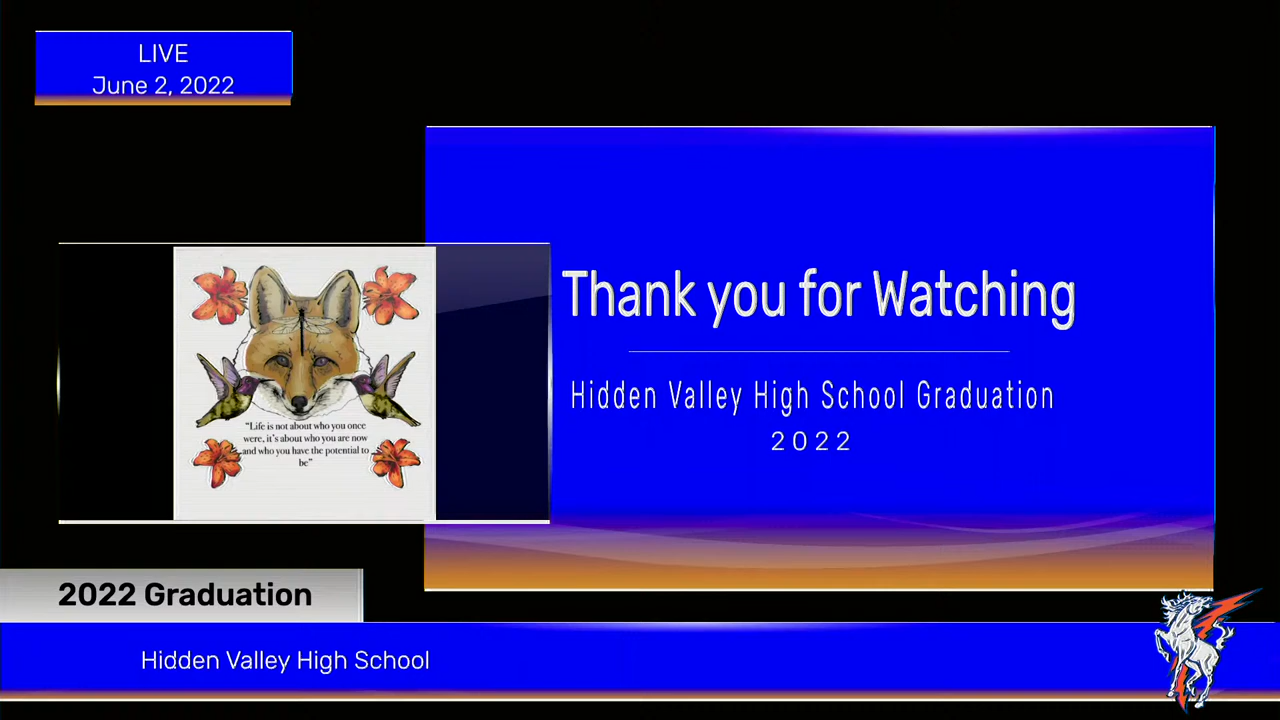 LIVE
June 2, 2022
Thank you for Watching
Hidden Valley High School Graduation
2022
“Life is not about who you once
were, it’s about who you are now
and who you have the potential to
be”
2022 Graduation
Hidden Valley High School